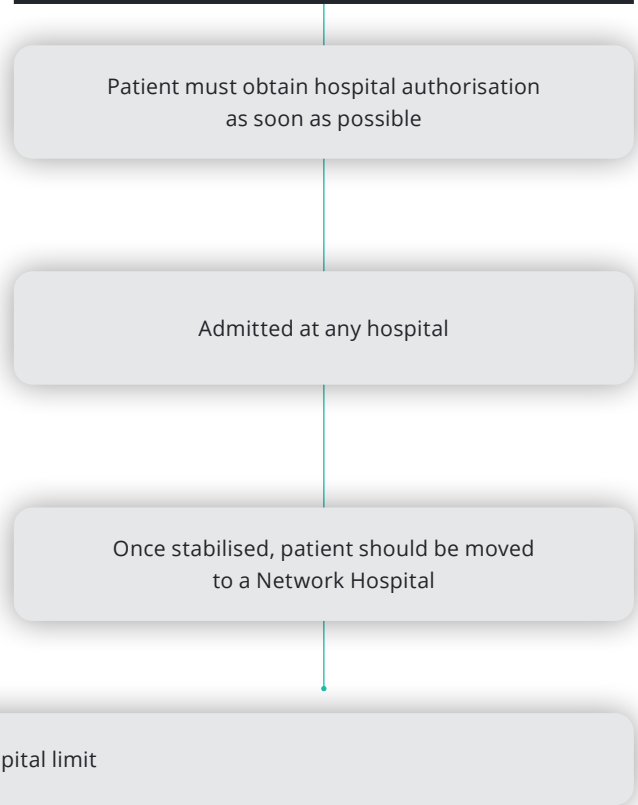 Patient must obtain hospital authorisation
as soon as possible
Admitted at any hospital
Once stabilised, patient should be moved
to a Network Hospital
pital limit